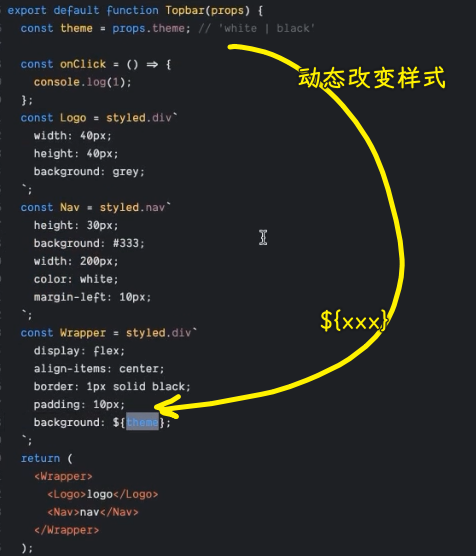 export default function Topbar(props) {
const theme = props.theme; // 'white | black'
动态改变样式
const onClick = () => {
console.log(1);
};
const Logo = styled.div`
width: 40px;
height: 40px;
background: grey;
`;
const Nav = styled.nav`
height: 30px;
background: #333;
width: 200px;
color: white;
margin-left: 10px;
`;
${xxx}
const Wrapper = styled.div`
display: flex;
align-items: center;
border: 1px solid black;
padding: 10px;
background: ${theme};
`;
return (
<Wrapper>
<Logo>logo</Logo>
<Nav>nav</Nav>
</Wrapper>
);